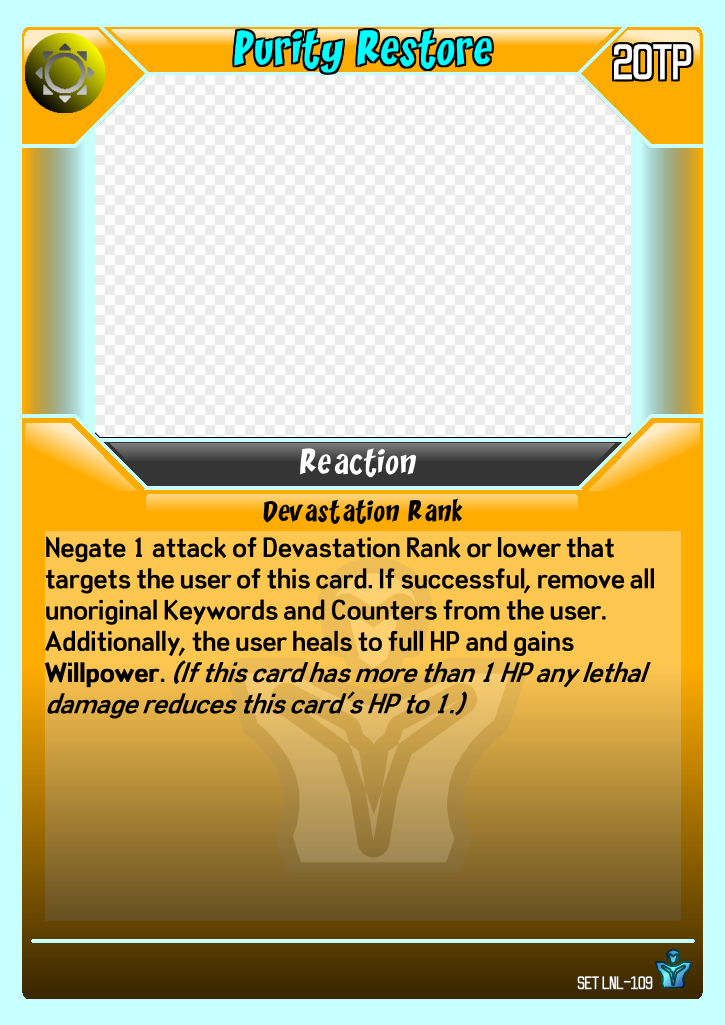 Purity Restore
20TP
Reaction
Devastation Rank
Negate 1 attack of Devastation Rank or lower that
targets the user of this card. If successful, remove all
unoriginal Keywords and Counters from the user.
Additionally, the user heals to full HP and gains
Willpower. (If this card has more than 1 HP any lethal
damage reduces this card's HP to 1.)
SET LNL-109